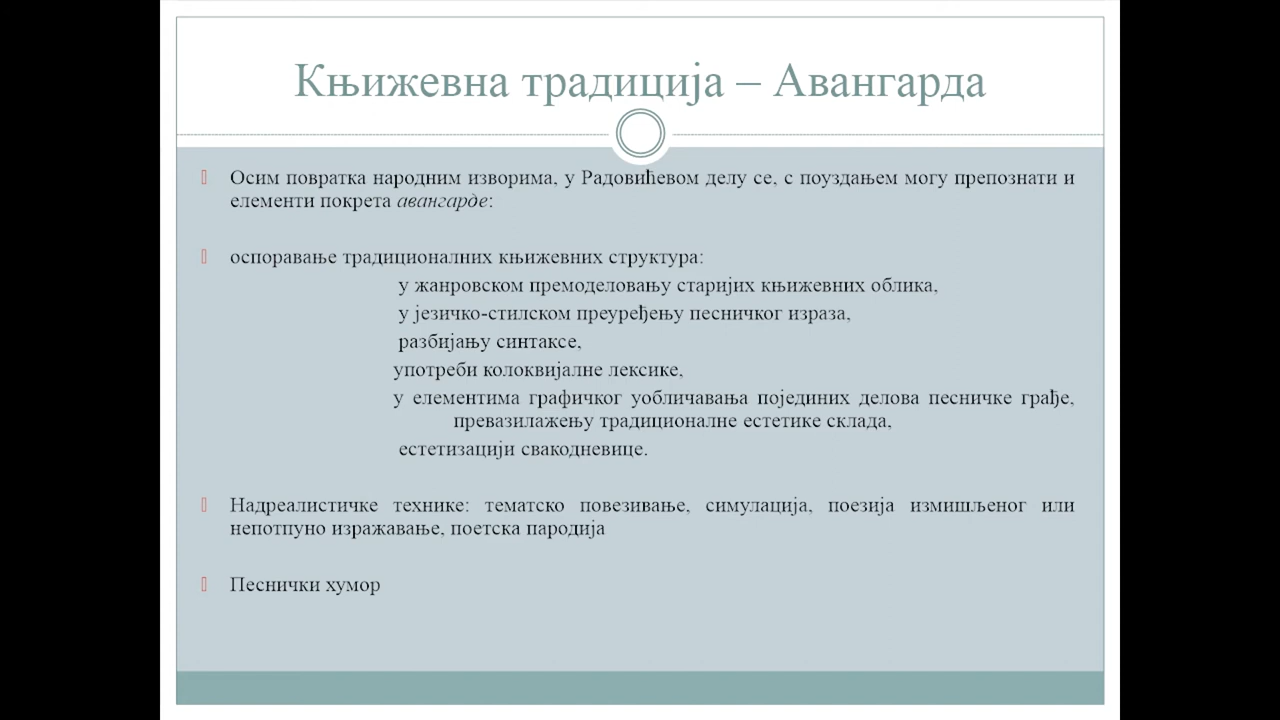 Књижевна традиција – Авангарда
Осим повратка народним изворима, у Радовићевом делу се, с поуздањем могу препознати и
елементи покрета авангарде:
оспоравање традиционалних књижевних структура:
у жанровском премоделовању старијих књижевних облика,
у језичко-стилском преуређењу песничког израза,
разбијању синтаксе,
употреби колоквијалне лексике,
у елементима графичког уобличавања појединих делова песничке грађе,
превазилажењу традиционалне естетике склада,
естетизацији свакодневице.
Надреалистичке технике: тематско повезивање, симулација, поезија измишљеног или
непотпуно изражавање, поетска пародија
Песнички хумор